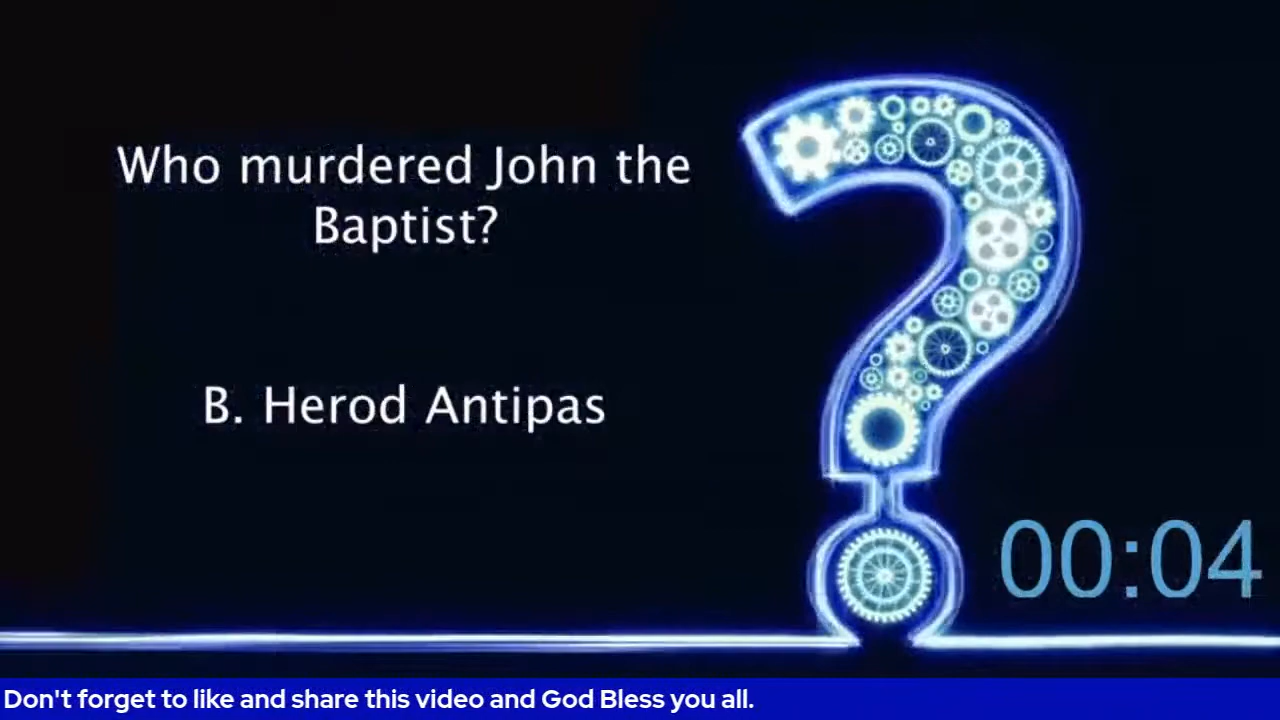 Who murdered John the
Baptist?
B. Herod Antipas
00:04
Don't forget to like and share this video and God Bless you all.